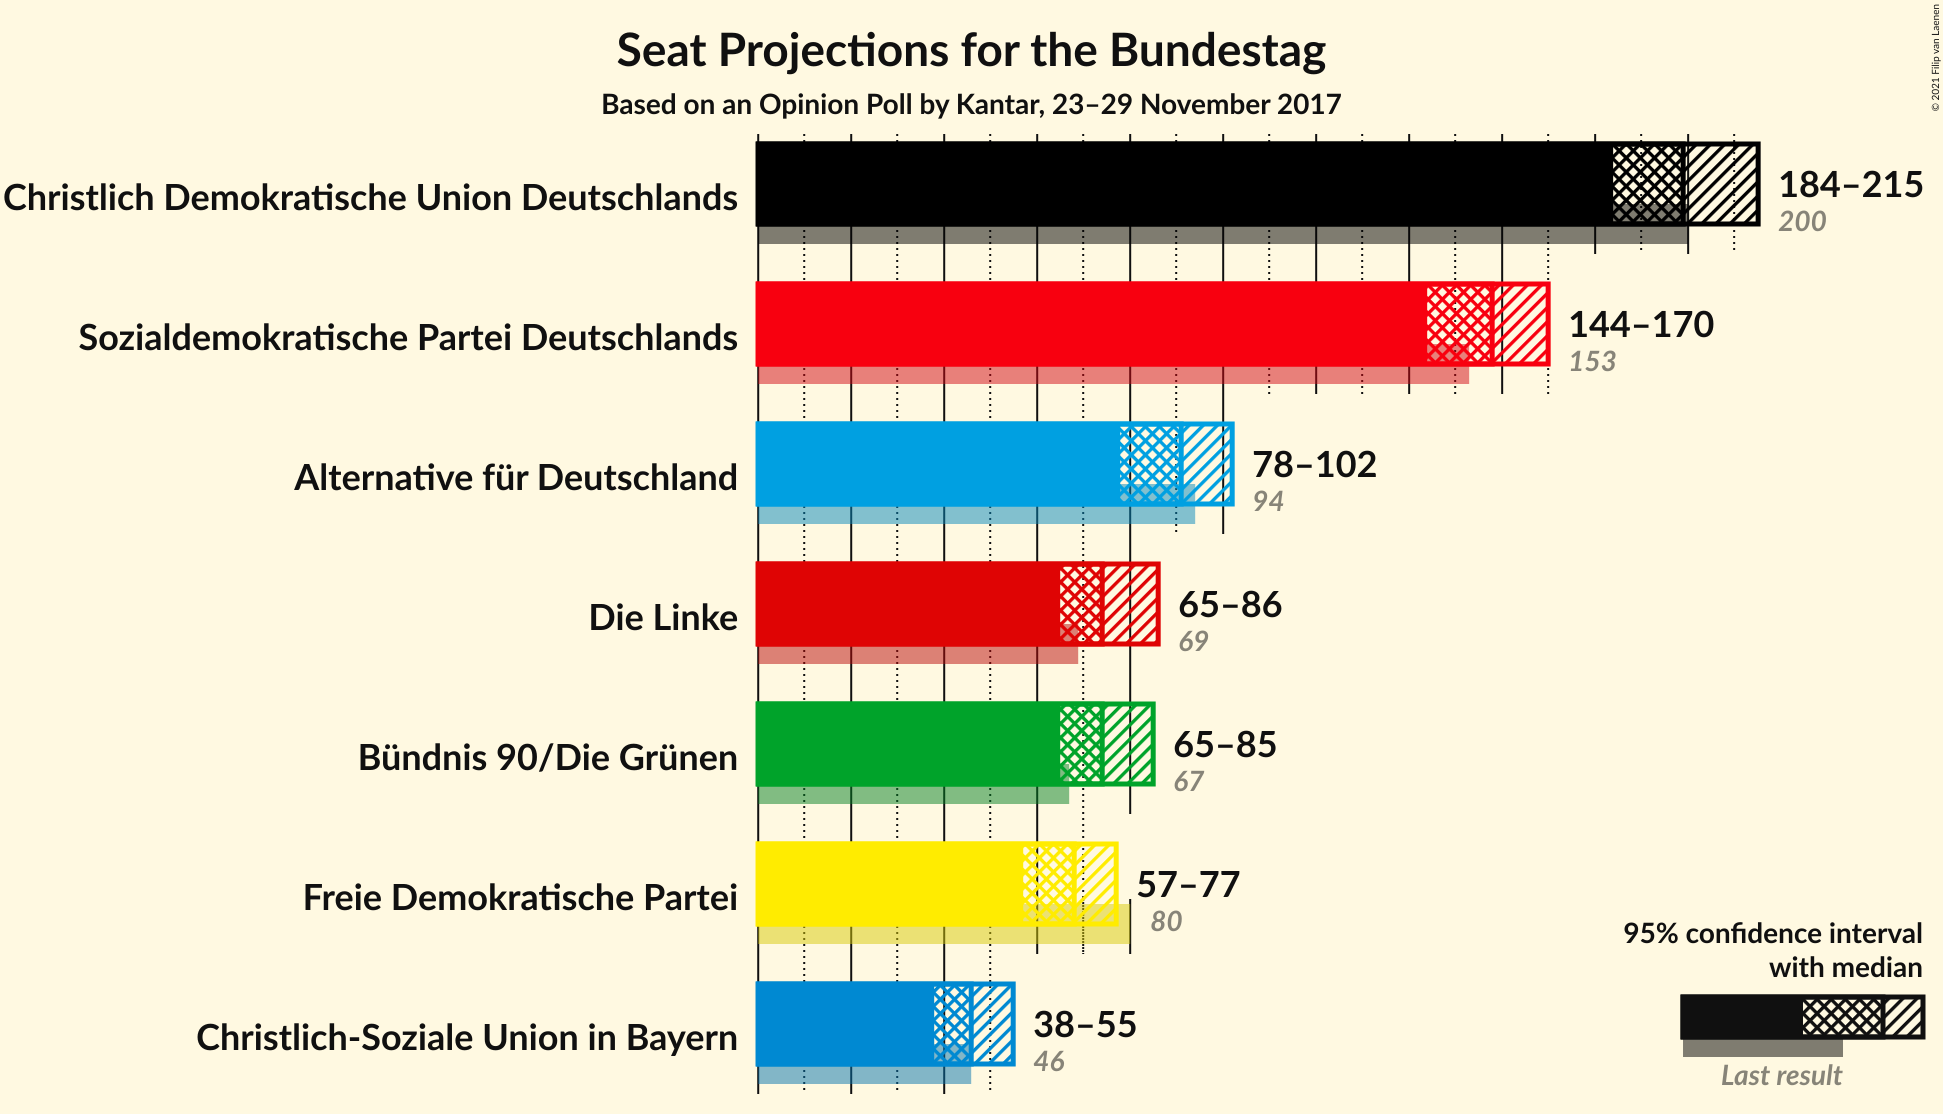 Seat Projections for the Bundestag
Based on an Opinion Poll by Kantar, 23–29 November 2017
© 2021 Filip van Laenen
Christlich Demokratische Union Deutschlands
184–215
200
Sozialdemokratische Partei Deutschlands
144–170
153
Alternative für Deutschland
78–102
94
Die Linke
65–86
69
Bündnis 90/Die Grünen
65–85
67
Freie Demokratische Partei
57–77
80
Christlich-Soziale Union in Bayern
38–55
46
95% confidence interval
with median
Last result